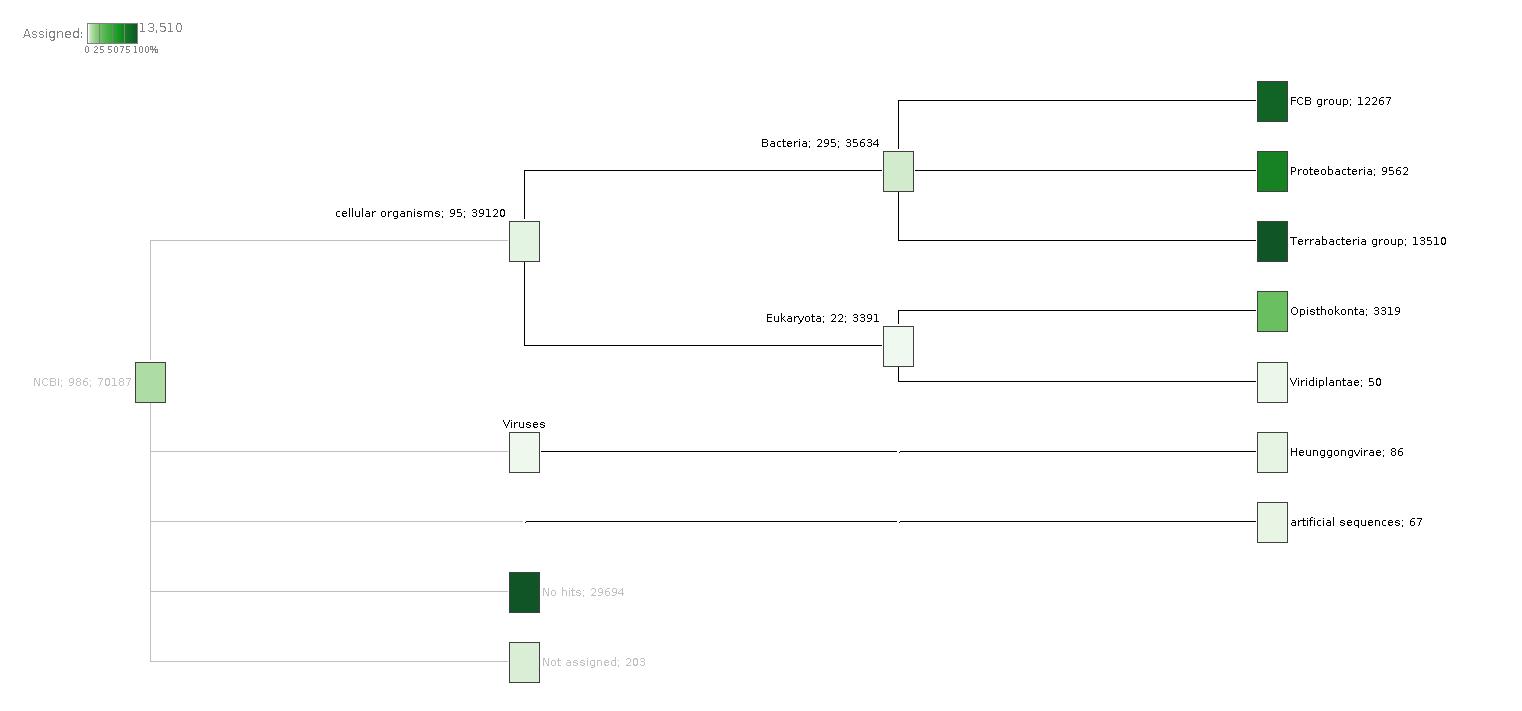 Assigned: 13,510
0 25 5075 100%
FCB group; 12267
Bacteria; 295; 35634
Proteobacteria; 9562
cellular organisms; 95; 39120
Terrabacteria group; 13510
Eukaryota; 22; 3391
Opisthokonta; 3319
NCBI; 986; 70187
Viridiplantae; 50
Viruses
Heunggongvirae; 86
artificial sequences; 67
No hits; 29694
Not assigned; 203